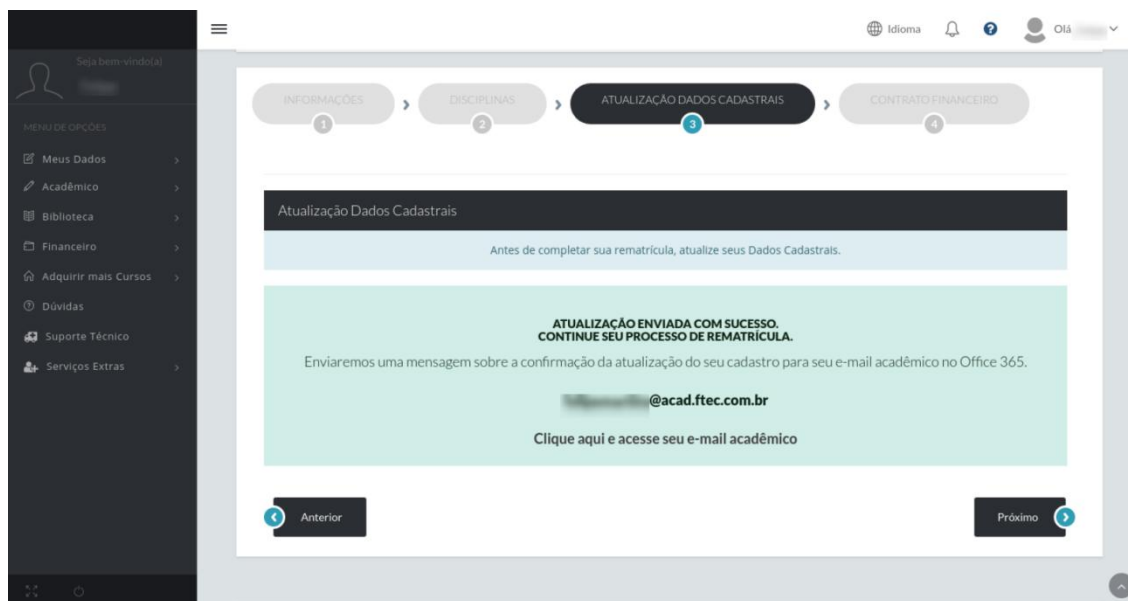 Idioma
Olá
Seja bem-vindo(a)
MENU DE OPÇÕES
Meus Dados
Acadêmico
Biblioteca
Financeiro
Adquirir mais Cursos
Dúvidas
Suporte Técnico
Serviços Extras
INFORMAÇÕES
1
DISCIPLINAS
2
ATUALIZAÇÃO DADOS CADASTRAIS
3
CONTRATO FINANCEIRO
4
Atualização Dados Cadastrais
Antes de completar sua rematrícula, atualize seus Dados Cadastrais.
ATUALIZAÇÃO ENVIADA COM SUCESSO.
CONTINUE SEU PROCESSO DE REMATRÍCULA.
Enviaremos uma mensagem sobre a confirmação da atualização do seu cadastro para seu e-mail acadêmico no Office 365.
@acad.ftec.com.br
Clique aqui e acesse seu e-mail acadêmico
Anterior
Próximo